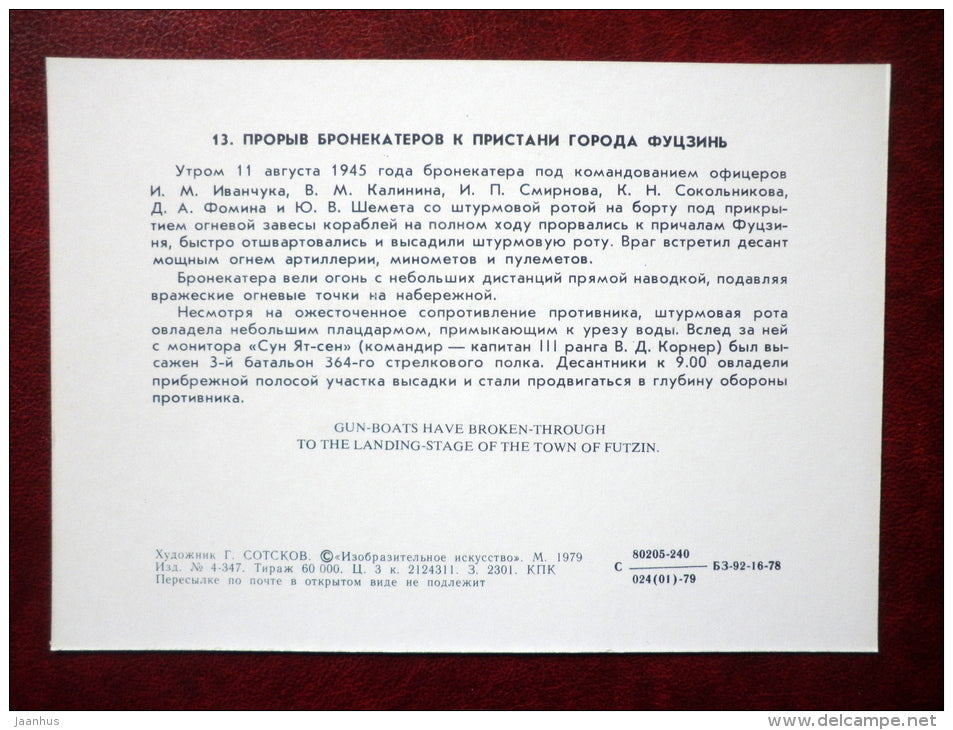 13. ПРОРЫВ БРОНЕКАТЕРОВ К ПРИСТАНИ ГОРОДА ФУЦЗИНЬ
Утром 11 августа 1945 года бронекатера под командованием офицеров
И. М. Иванчука, В. М. Калинина, И. П. Смирнова, К. Н. Сокольникова,
Д. А. Фомина и Ю. В. Шемета со штурмовой ротой на борту под прикры-
тием огневой завесы кораблей на полном ходу прорвались к причалам Фуцзи-
ня, быстро отшвартовались и высадили штурмовую роту. Враг встретил десант
мощным огнем артиллерии, минометов и пулеметов.
Бронекатера вели огонь с небольших дистанций прямой наводкой, подавляя
вражеские огневые точки на набережной.
Несмотря на ожесточенное сопротивление противника, штурмовая рота
овладела небольшим плацдармом, примыкающим к урезу воды. Вслед за ней
с монитора «Сун Ят-сен» (командир — капитан III ранга В. Д. Корнер) был вы-
сажен 3-й батальон 364-го стрелкового полка. Десантники к 9.00 овладели
прибрежной полосой участка высадки и стали продвигаться в глубину обороны
противника.
GUN-BOATS HAVE BROKEN-THROUGH
TO THE LANDING-STAGE OF THE TOWN OF FUTZIN.
Художник Г. СОТСКОВ. ©«Изобразительное искусство». М. 1979
Изд. № 4-347. Тираж 60 000. Ц. 3 к. 2124311. З. 2301. КПК
Пересылке по почте в открытом виде не подлежит
80205-240
С ——— БЗ-92-16-78
024(01)-79
jaanhus
www.delcampe.net